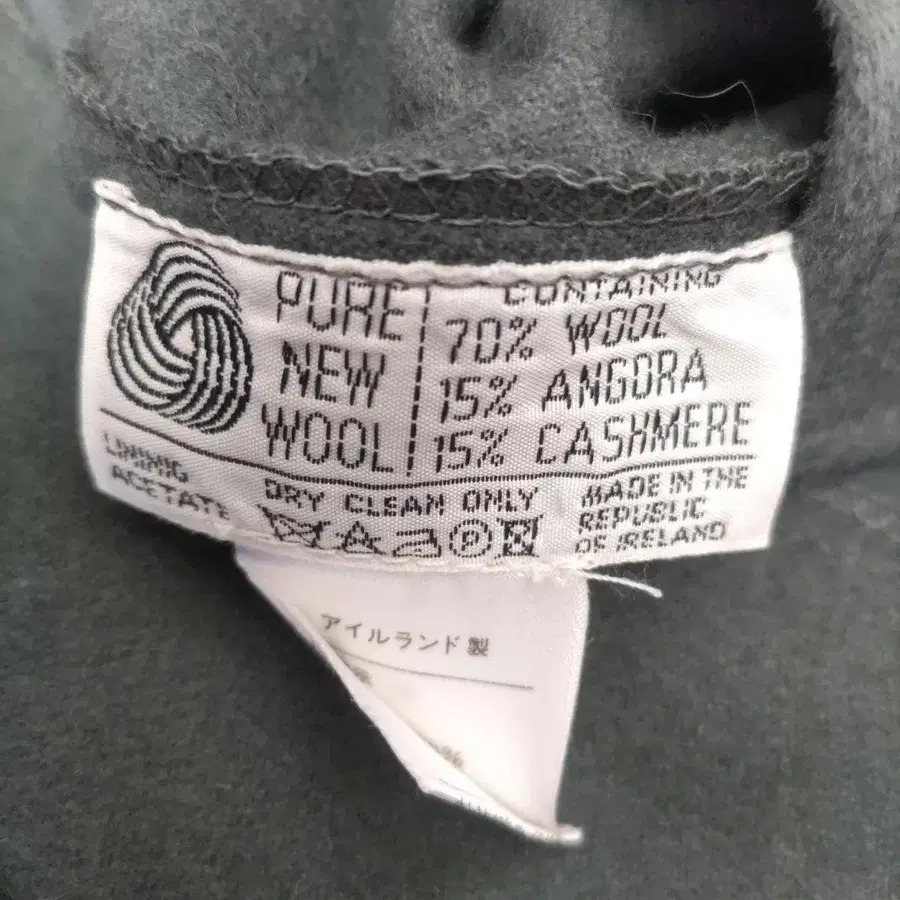 PURE
NEW
WOOL
CONTAINING
70% WOOL
15% ANGORA
15% CASHMERE
LINING
ACETATE
DRY CLEAN ONLY
P
MADE IN THE
REPUBLIC
OF IRELAND
アイルランド製